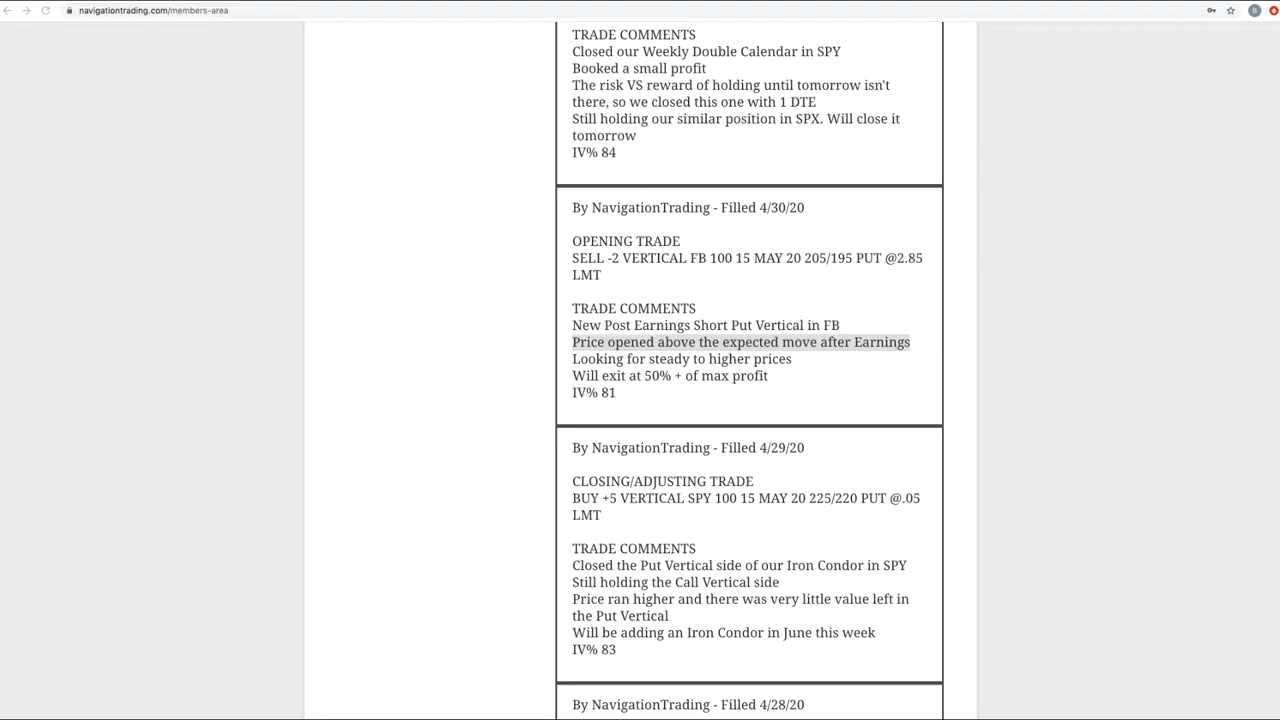 navigationtrading.com/members-area
B
TRADE COMMENTS
Closed our Weekly Double Calendar in SPY
Booked a small profit
The risk VS reward of holding until tomorrow isn't
there, so we closed this one with 1 DTE
Still holding our similar position in SPX. Will close it
tomorrow
IV% 84
By NavigationTrading - Filled 4/30/20
OPENING TRADE
SELL -2 VERTICAL FB 100 15 MAY 20 205/195 PUT @2.85
LMT
TRADE COMMENTS
New Post Earnings Short Put Vertical in FB
Price opened above the expected move after Earnings
Looking for steady to higher prices
Will exit at 50% + of max profit
IV% 81
By NavigationTrading - Filled 4/29/20
CLOSING/ADJUSTING TRADE
BUY +5 VERTICAL SPY 100 15 MAY 20 225/220 PUT @.05
LMT
TRADE COMMENTS
Closed the Put Vertical side of our Iron Condor in SPY
Still holding the Call Vertical side
Price ran higher and there was very little value left in
the Put Vertical
Will be adding an Iron Condor in June this week
IV% 83
By NavigationTrading - Filled 4/28/20